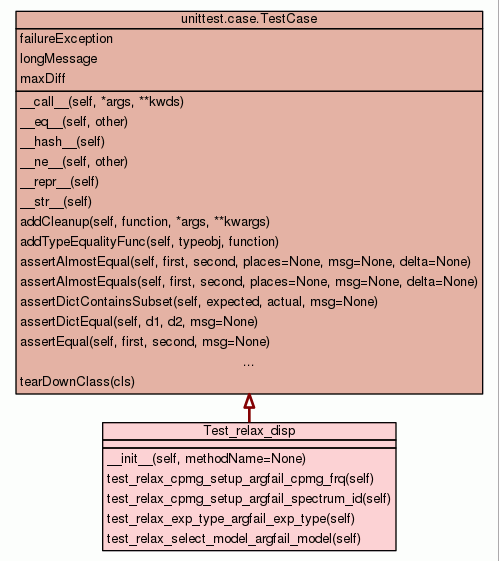 unittest.case.TestCase
failureException
longMessage
maxDiff
__call__(self, *args, **kwds)
__eq__(self, other)
__hash__(self)
__ne__(self, other)
__repr__(self)
__str__(self)
addCleanup(self, function, *args, **kwargs)
addTypeEqualityFunc(self, typeobj, function)
assertAlmostEqual(self, first, second, places=None, msg=None, delta=None)
assertAlmostEquals(self, first, second, places=None, msg=None, delta=None)
assertDictContainsSubset(self, expected, actual, msg=None)
assertDictEqual(self, d1, d2, msg=None)
assertEqual(self, first, second, msg=None)
...
tearDownClass(cls)
Test_relax_disp
__init__(self, methodName=None)
test_relax_cpmg_setup_argfail_cpmg_frq(self)
test_relax_cpmg_setup_argfail_spectrum_id(self)
test_relax_exp_type_argfail_exp_type(self)
test_relax_select_model_argfail_model(self)